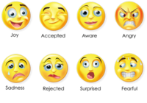 Joy Accepted Aware Angry
Sadness Rejected Surprised Fearful